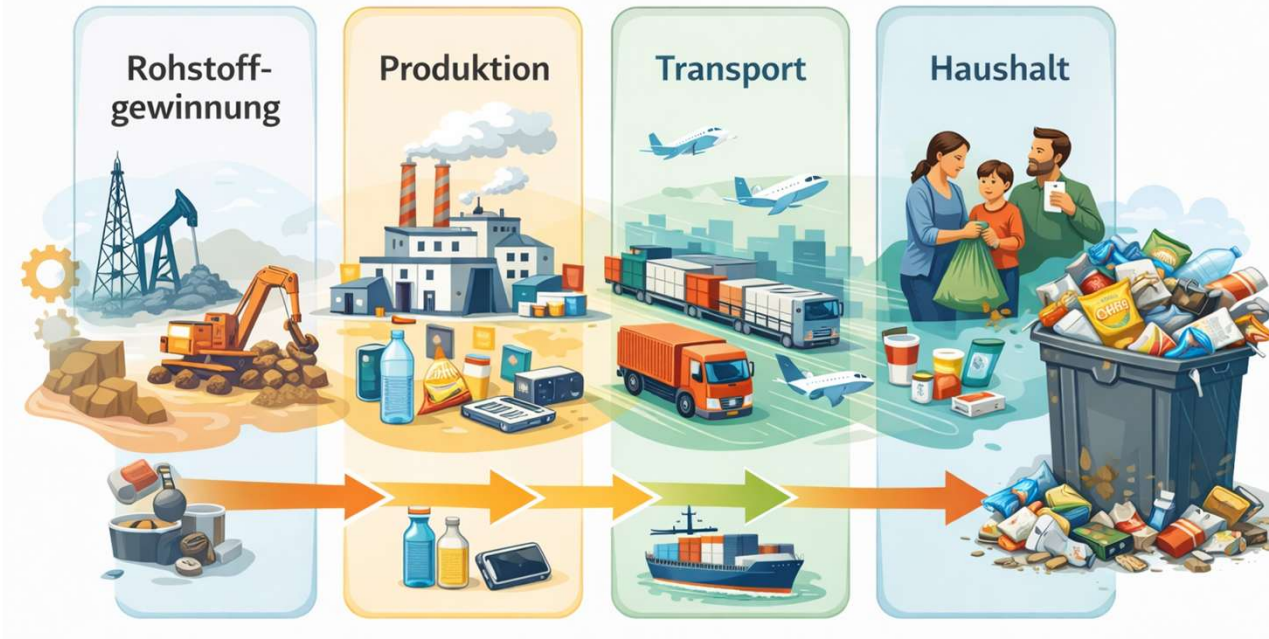 Rohstoff-
gewinnung
Produktion
Transport
Haushalt